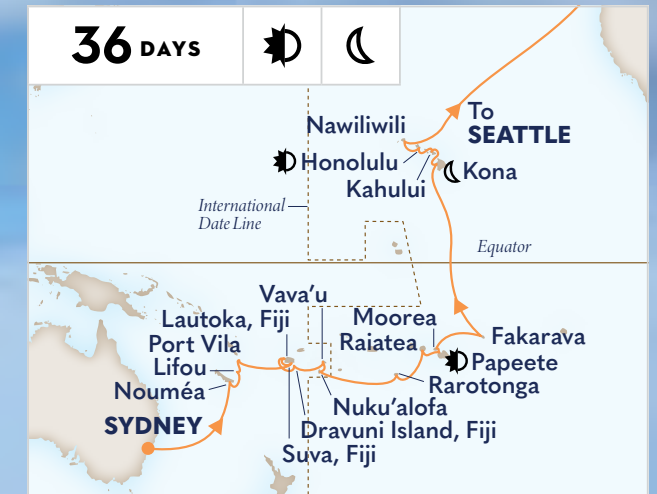 36 DAYS
To
SEATTLE
Nawiliwili
Honolulu
Kahului
Kona
International
Date Line
Equator
Vava'u
Lautoka, Fiji
Port Vila
Lifou
Nouméa
SYDNEY
Moorea
Raiatea
Fakarava
Papeete
Rarotonga
Nuku'alofa
Dravuni Island, Fiji
Suva, Fiji